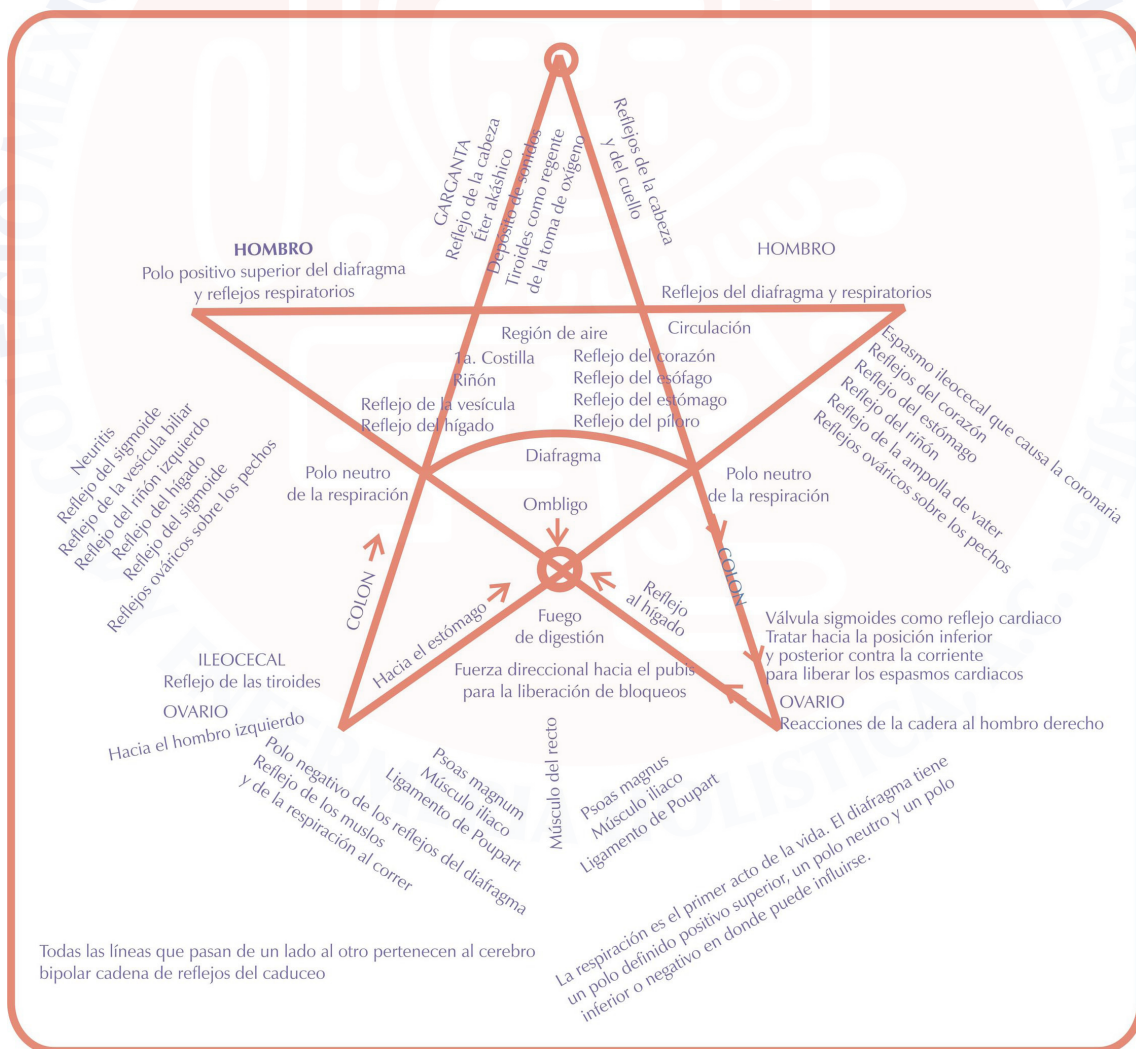 GARGANTA
Reflejo de la cabeza
Éter akáshico
Depósito de sonidos
Tiroides como regente
de la toma de oxígeno
Reflejos de la cabeza
y del cuello
HOMBRO
Polo positivo superior del diafragma
y reflejos respiratorios
HOMBRO
Reflejos del diafragma y respiratorios
Región de aire
Circulación
1a. Costilla
Riñón
Reflejo de la vesícula
Reflejo del hígado
Reflejo del corazón
Reflejo del esófago
Reflejo del estómago
Reflejo del píloro
Diafragma
Polo neutro
de la respiración
Polo neutro
de la respiración
Ombligo
Neuritis
Reflejo del sigmoide
Reflejo de la vesícula biliar
Reflejo del riñón izquierdo
Reflejo del hígado
Reflejo del sigmoide
Reflejos ováricos sobre los pechos
Espasmo ileocecal que causa la coronaria
Reflejos del corazón
Reflejo del estómago
Reflejo del riñón
Reflejo de la ampolla de vater
Reflejos ováricos sobre los pechos
COLON
COLON
Hacia el estómago
Reflejo
al hígado
Fuego
de digestión
Fuerza direccional hacia el pubis
para la liberación de bloqueos
Válvula sigmoides como reflejo cardiaco
Tratar hacia la posición inferior
y posterior contra la corriente
para liberar los espasmos cardiacos
OVARIO
Reacciones de la cadera al hombro derecho
ILEOCECAL
Reflejo de las tiroides
OVARIO
Hacia el hombro izquierdo
Polo negativo de los reflejos del diafragma
Reflejo de los muslos
y de la respiración al correr
Psoas magnum
Músculo iliaco
Ligamento de Poupart
Músculo del recto
Psoas magnus
Músculo iliaco
Ligamento de Poupart
La respiración es el primer acto de la vida. El diafragma tiene
un polo definido positivo superior, un polo neutro y un polo
inferior o negativo en donde puede influirse.
Todas las líneas que pasan de un lado al otro pertenecen al cerebro
bipolar cadena de reflejos del caduceo